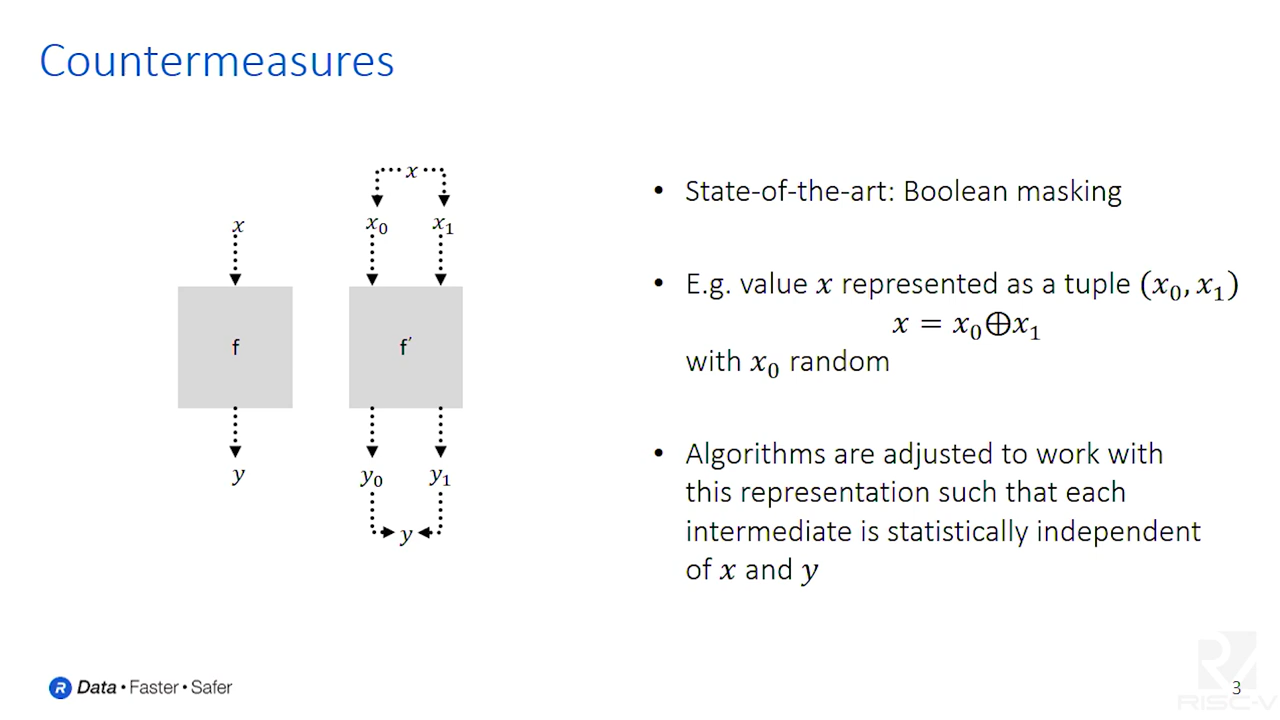 Countermeasures
x
x
x₀ x₁
f
f′
y
y₀ y₁
y
• State-of-the-art: Boolean masking
• E.g. value x represented as a tuple (x₀, x₁)
x = x₀⊕x₁
with x₀ random
• Algorithms are adjusted to work with
this representation such that each
intermediate is statistically independent
of x and y
R Data • Faster • Safer
3
RISC-V